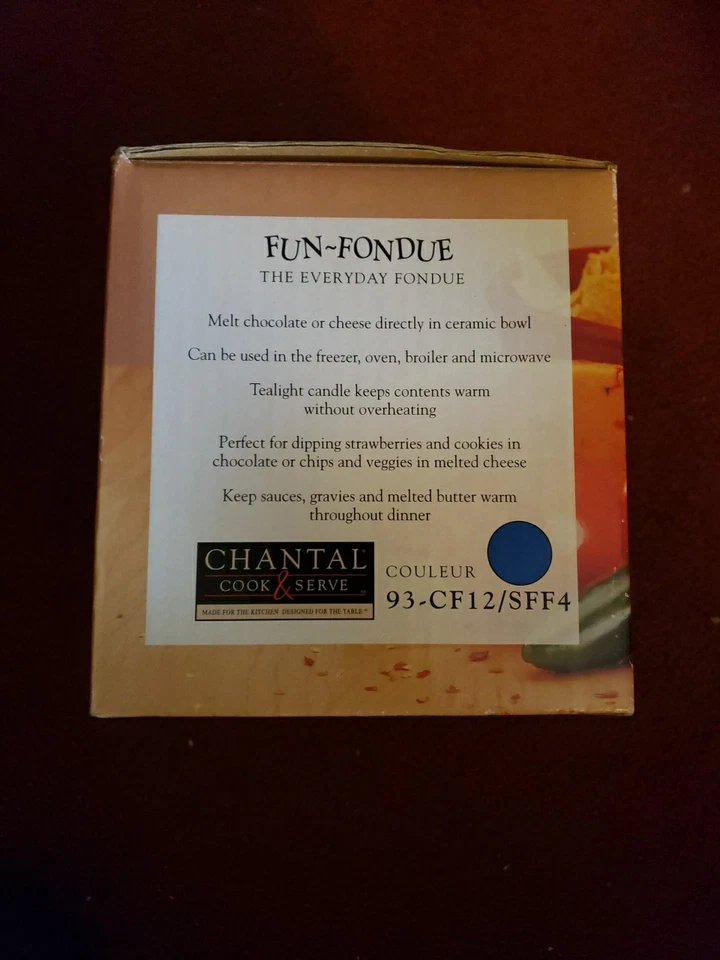 FUN~FONDUE
THE EVERYDAY FONDUE
Melt chocolate or cheese directly in ceramic bowl
Can be used in the freezer, oven, broiler and microwave
Tealight candle keeps contents warm
without overheating
Perfect for dipping strawberries and cookies in
chocolate or chips and veggies in melted cheese
Keep sauces, gravies and melted butter warm
throughout dinner
CHANTAL®
COOK & SERVE™
MADE FOR THE KITCHEN DESIGNED FOR THE TABLE™
COULEUR
93-CF12/SFF4